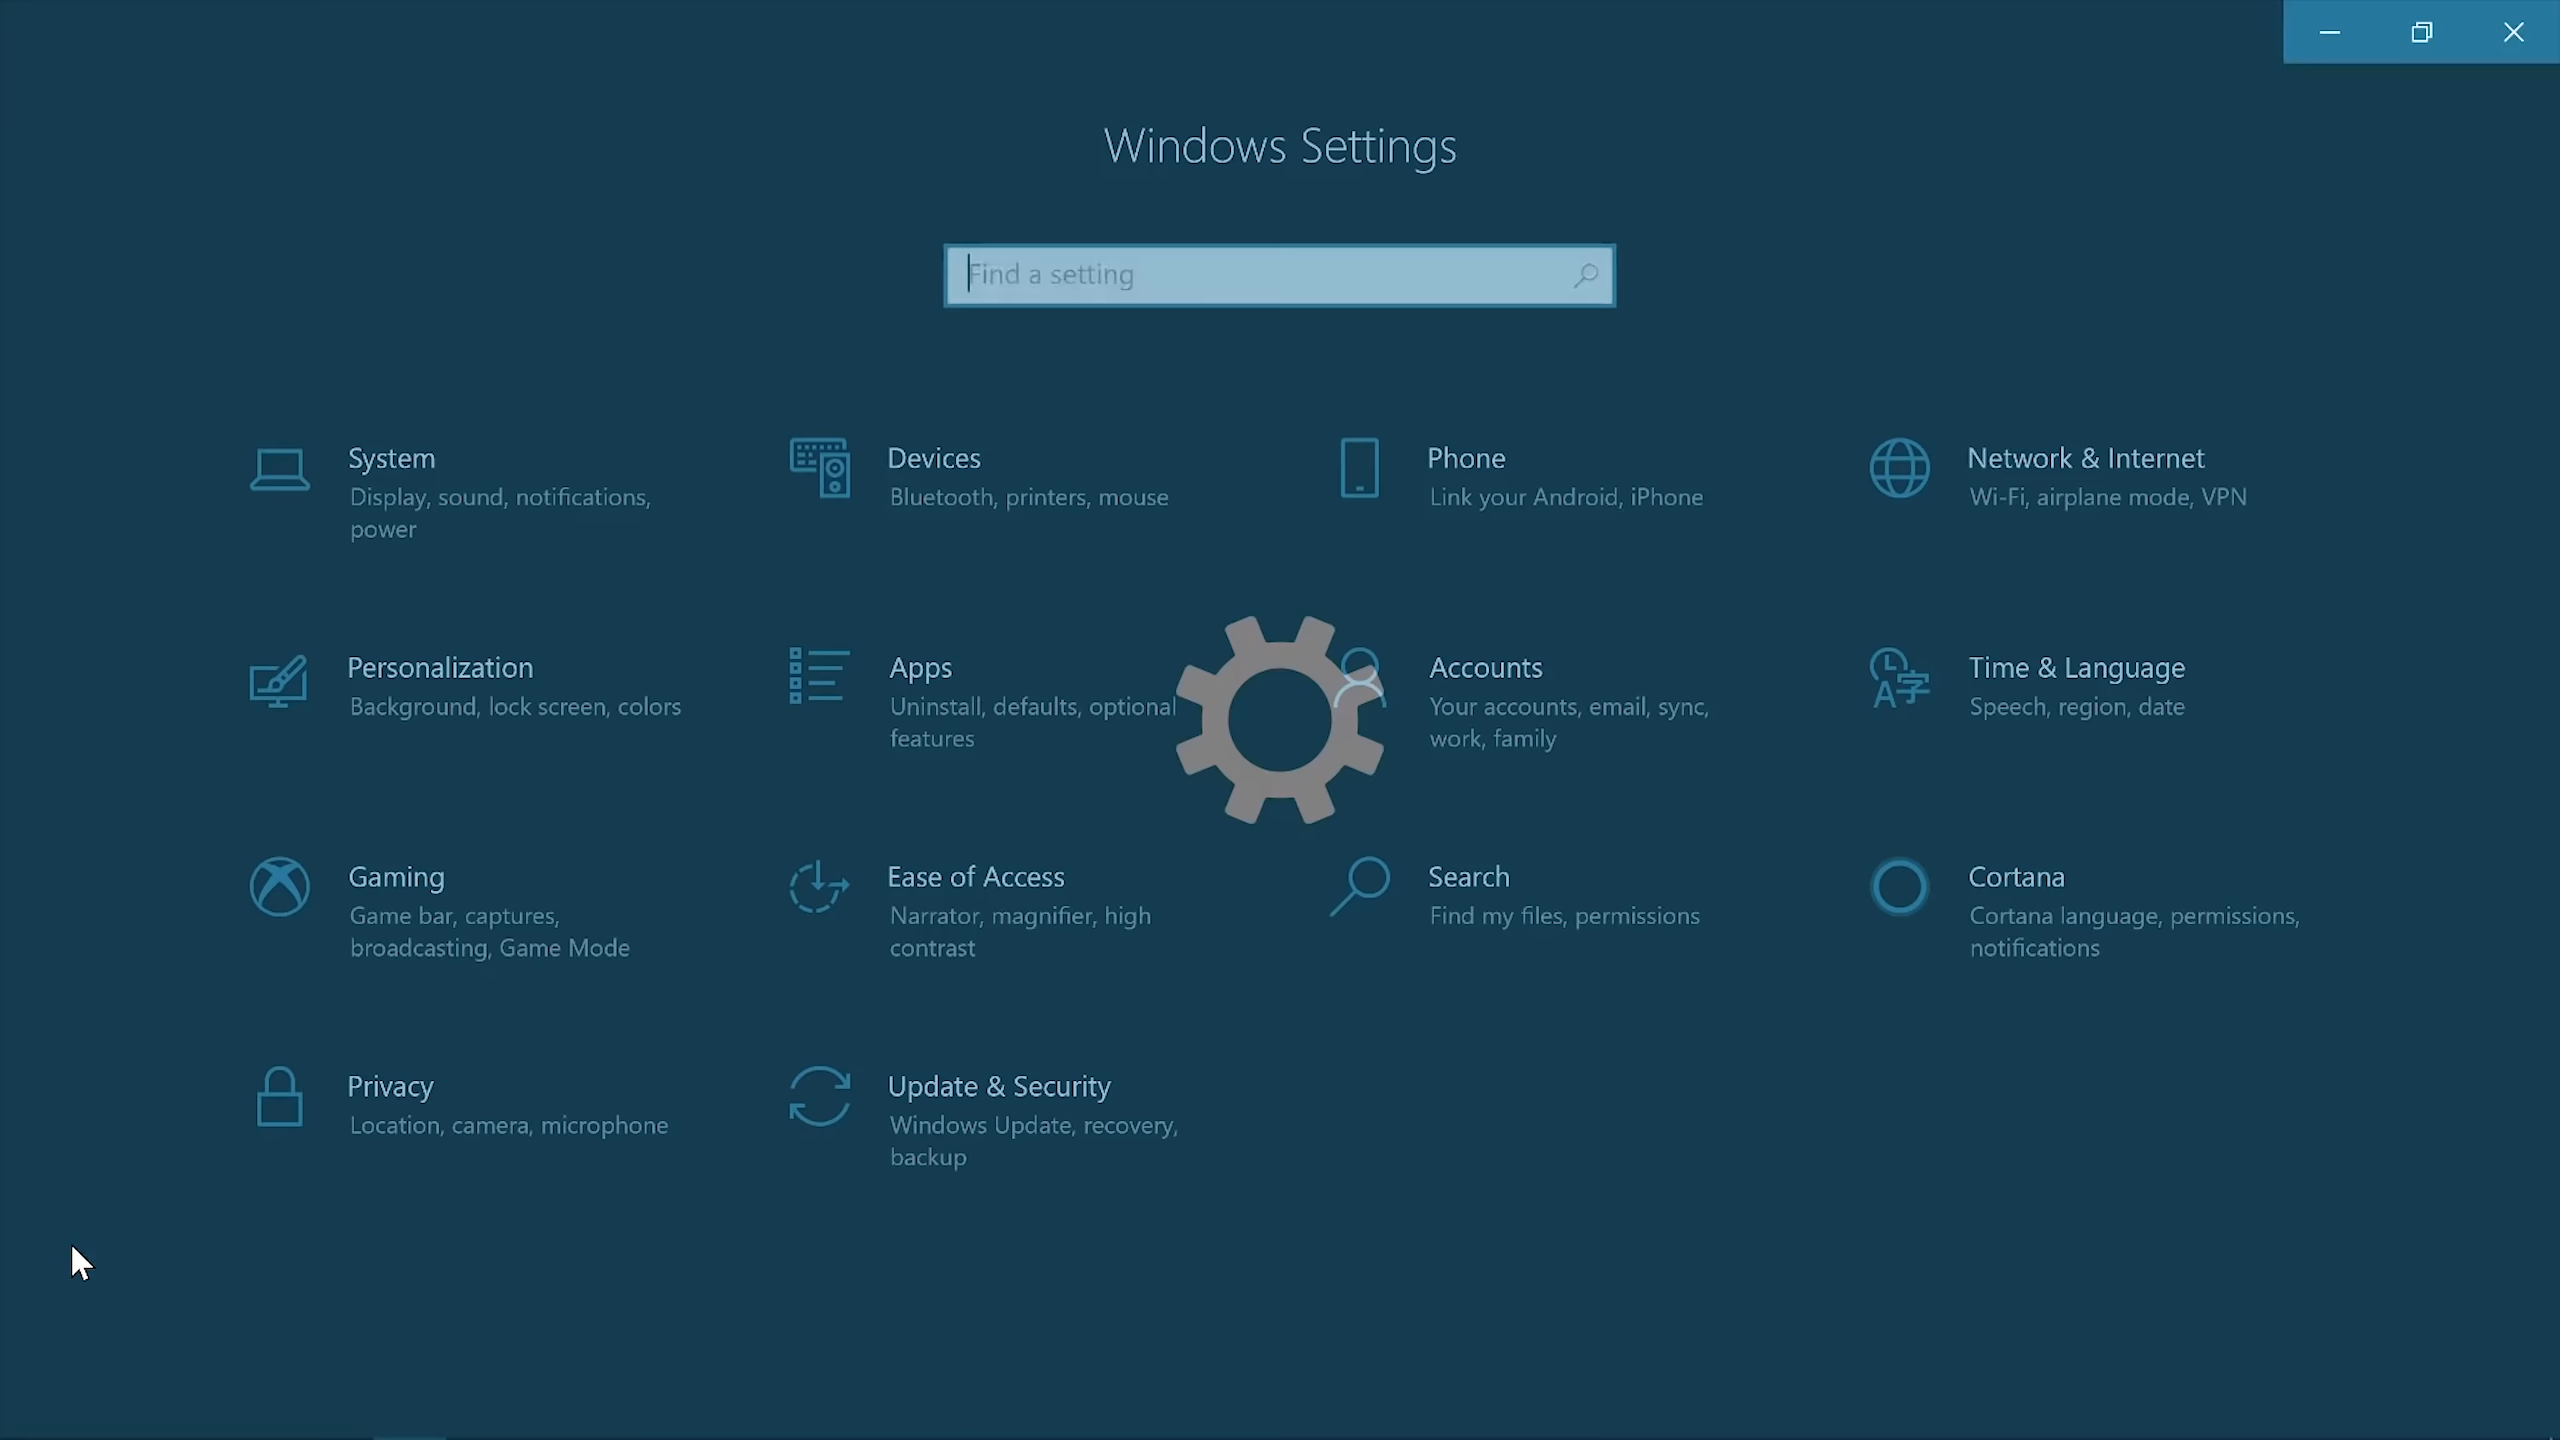 Windows Settings
Find a setting
System
Display, sound, notifications,
power
Devices
Bluetooth, printers, mouse
Phone
Link your Android, iPhone
Network & Internet
Wi-Fi, airplane mode, VPN
Personalization
Background, lock screen, colors
Apps
Uninstall, defaults, optional
features
Accounts
Your accounts, email, sync,
work, family
Time & Language
Speech, region, date
Gaming
Game bar, captures,
broadcasting, Game Mode
Ease of Access
Narrator, magnifier, high
contrast
Search
Find my files, permissions
Cortana
Cortana language, permissions,
notifications
Privacy
Location, camera, microphone
Update & Security
Windows Update, recovery,
backup